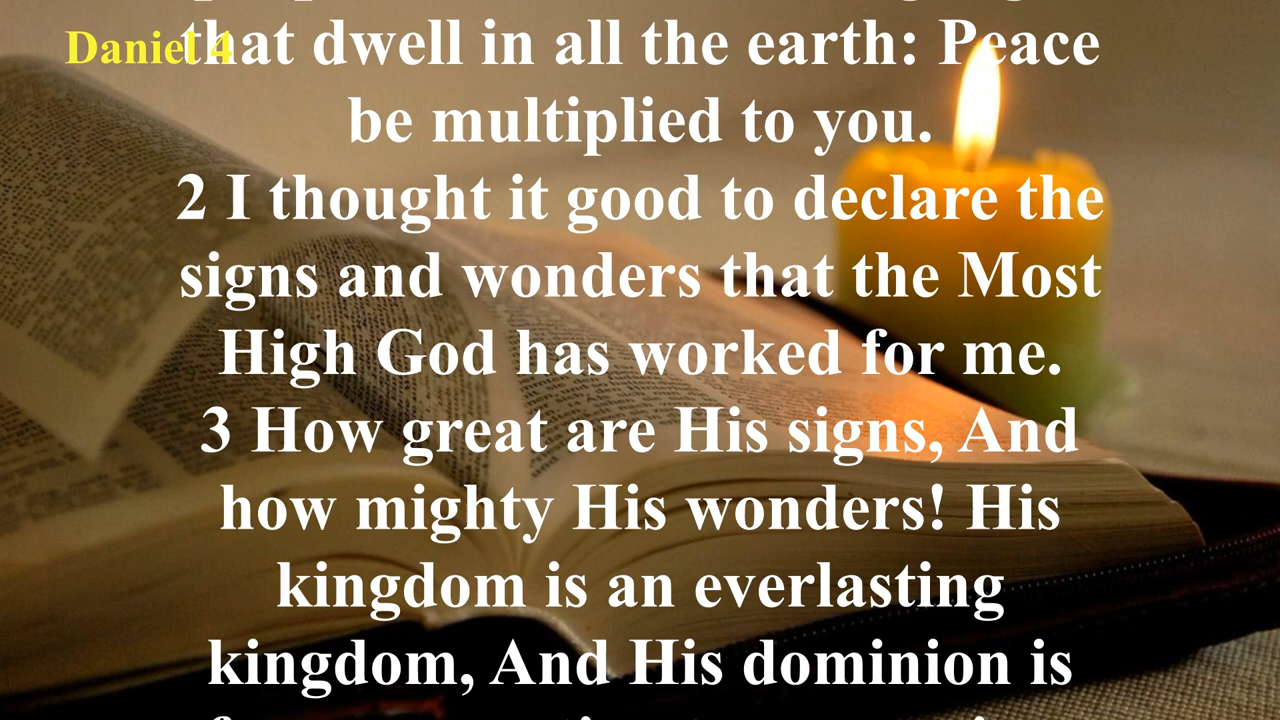 Daniel 4
that dwell in all the earth: Peace
be multiplied to you.
2 I thought it good to declare the
signs and wonders that the Most
High God has worked for me.
3 How great are His signs, And
how mighty His wonders! His
kingdom is an everlasting
kingdom, And His dominion is